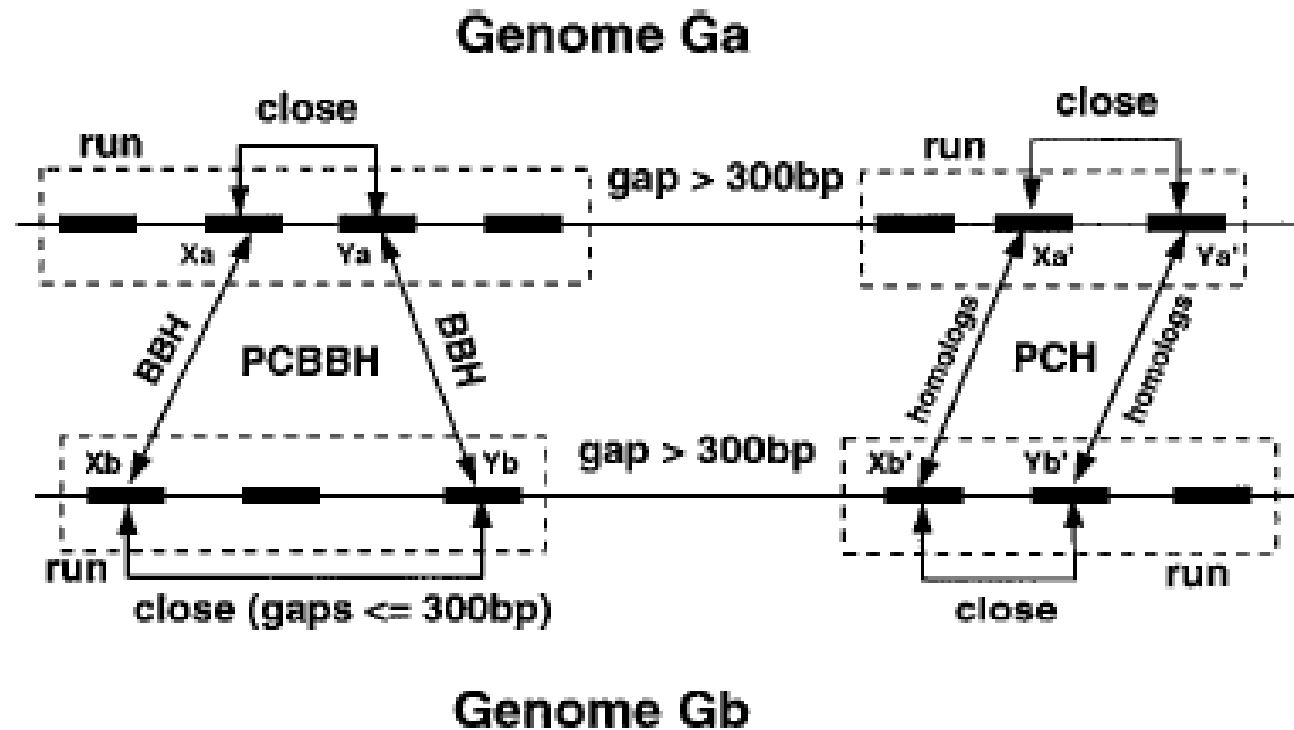 Genome Ga
close
close
run
run
gap > 300bp
Xa
Ya
Xa'
Ya'
BBH
PCBBH
BBH
homologs
PCH
homologs
Xb
Yb
gap > 300bp
Xb'
Yb'
run
close (gaps <= 300bp)
close
run
Genome Gb